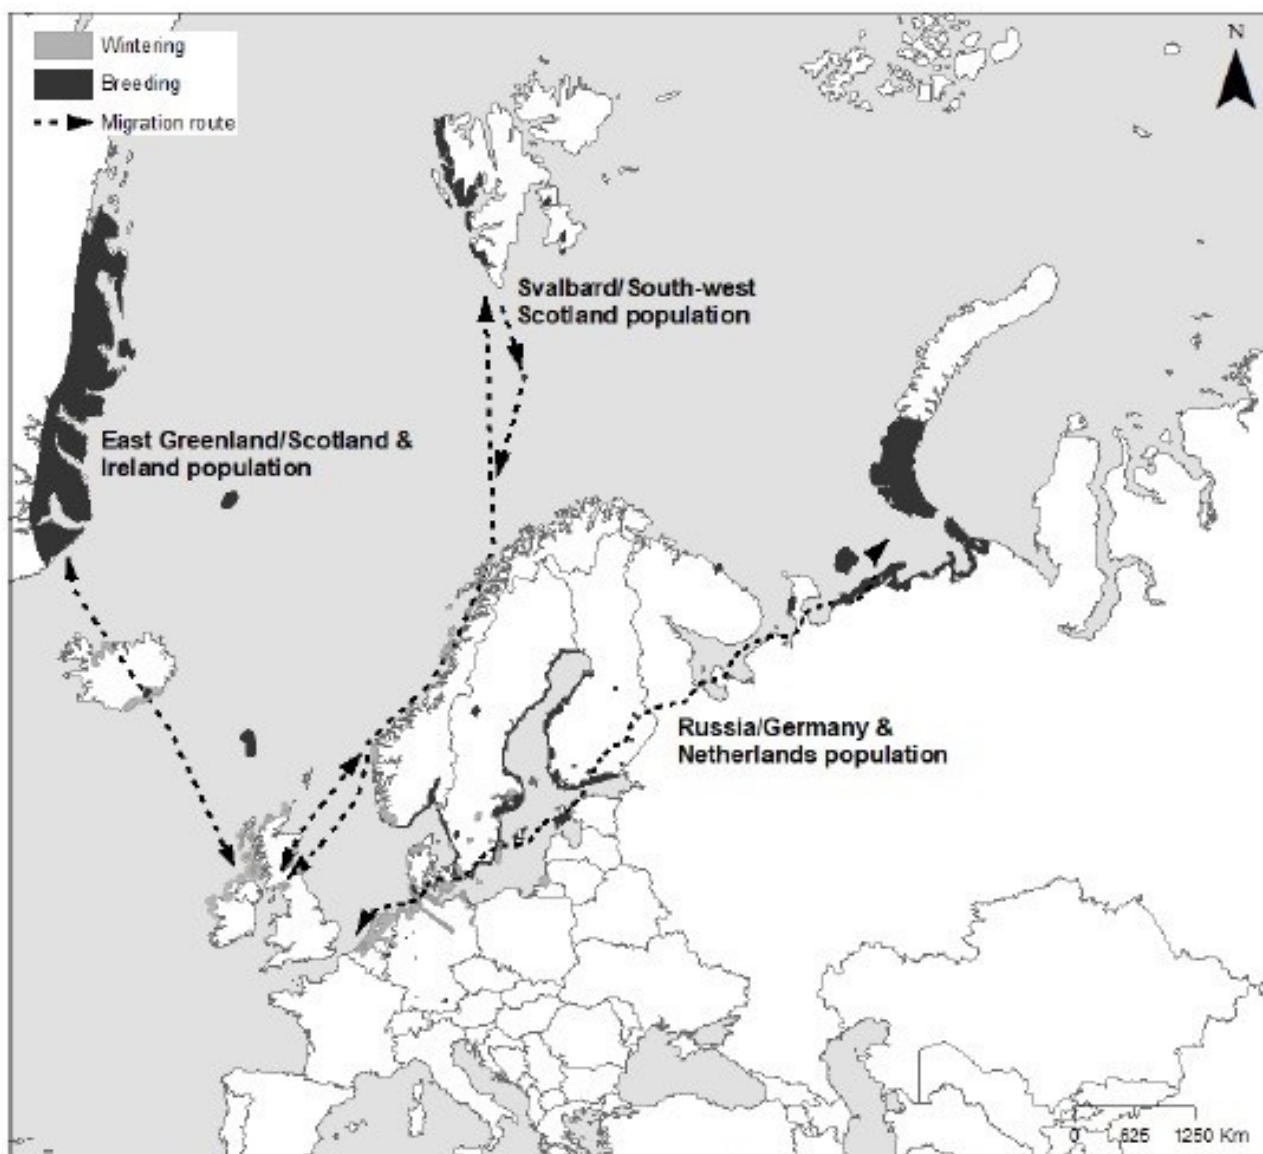 Wintering
Breeding
Migration route
N
Svalbard/South-west
Scotland population
East Greenland/Scotland &
Ireland population
Russia/Germany &
Netherlands population
0 625 1250 Km